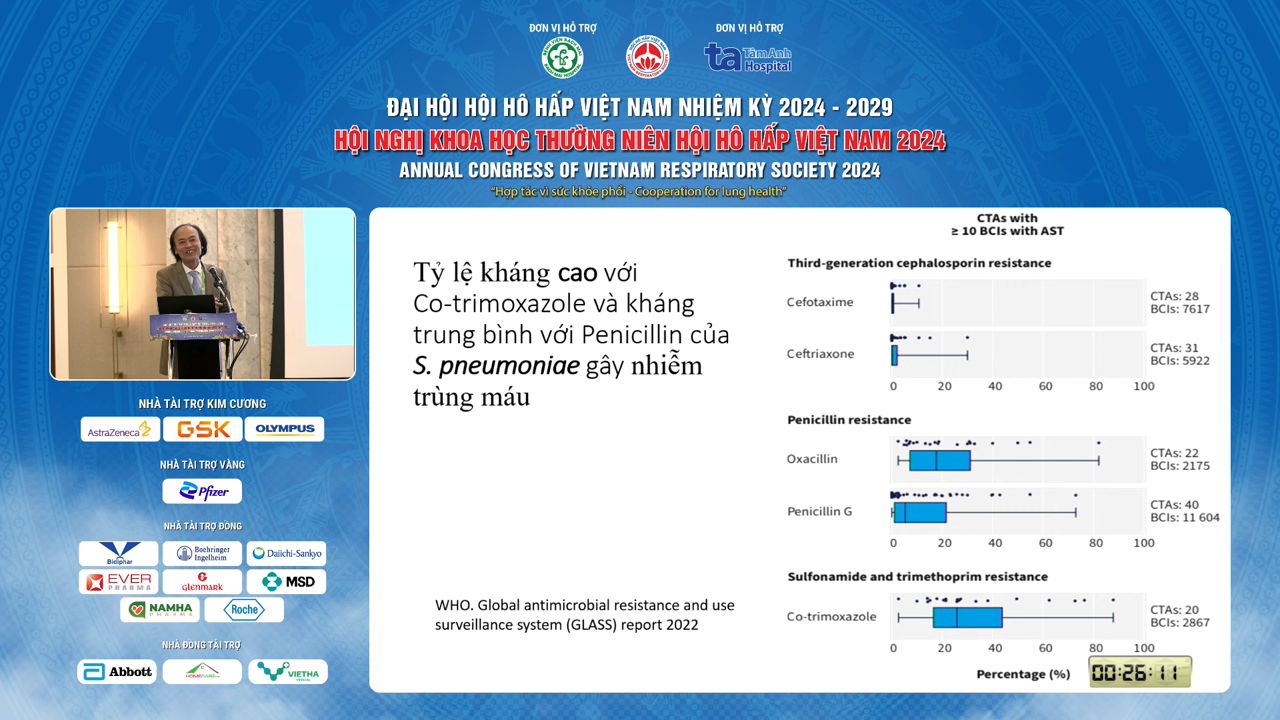 ĐƠN VỊ HỖ TRỢ
ĐƠN VỊ HỖ TRỢ
ta TâmAnh Hospital
ĐẠI HỘI HỘI HÔ HẤP VIỆT NAM NHIỆM KỲ 2024 - 2029
HỘI NGHỊ KHOA HỌC THƯỜNG NIÊN HỘI HÔ HẤP VIỆT NAM 2024
ANNUAL CONGRESS OF VIETNAM RESPIRATORY SOCIETY 2024
"Hợp tác vì sức khỏe phổi - Cooperation for lung health"
NHÀ TÀI TRỢ KIM CƯƠNG
AstraZeneca
GSK
OLYMPUS
NHÀ TÀI TRỢ VÀNG
Pfizer
NHÀ TÀI TRỢ ĐỒNG
Bidiphar
Boehringer Ingelheim
Daiichi-Sankyo
EVER PHARMA
GLENMARK
MSD
NAMHA PHARMA
Roche
NHÀ ĐỒNG TÀI TRỢ
Abbott
VIETHA
Tỷ lệ kháng cao với
Co-trimoxazole và kháng
trung bình với Penicillin của
S. pneumoniae gây nhiễm
trùng máu
WHO. Global antimicrobial resistance and use
surveillance system (GLASS) report 2022
CTAs with
≥ 10 BCIs with AST
Third-generation cephalosporin resistance
Cefotaxime
CTAs: 28
BCIs: 7617
Ceftriaxone
CTAs: 31
BCIs: 5922
0 20 40 60 80 100
Penicillin resistance
Oxacillin
CTAs: 22
BCIs: 2175
Penicillin G
CTAs: 40
BCIs: 11 604
0 20 40 60 80 100
Sulfonamide and trimethoprim resistance
Co-trimoxazole
CTAs: 20
BCIs: 2867
0 20 40 60 80 100
Percentage (%)
00:26:11